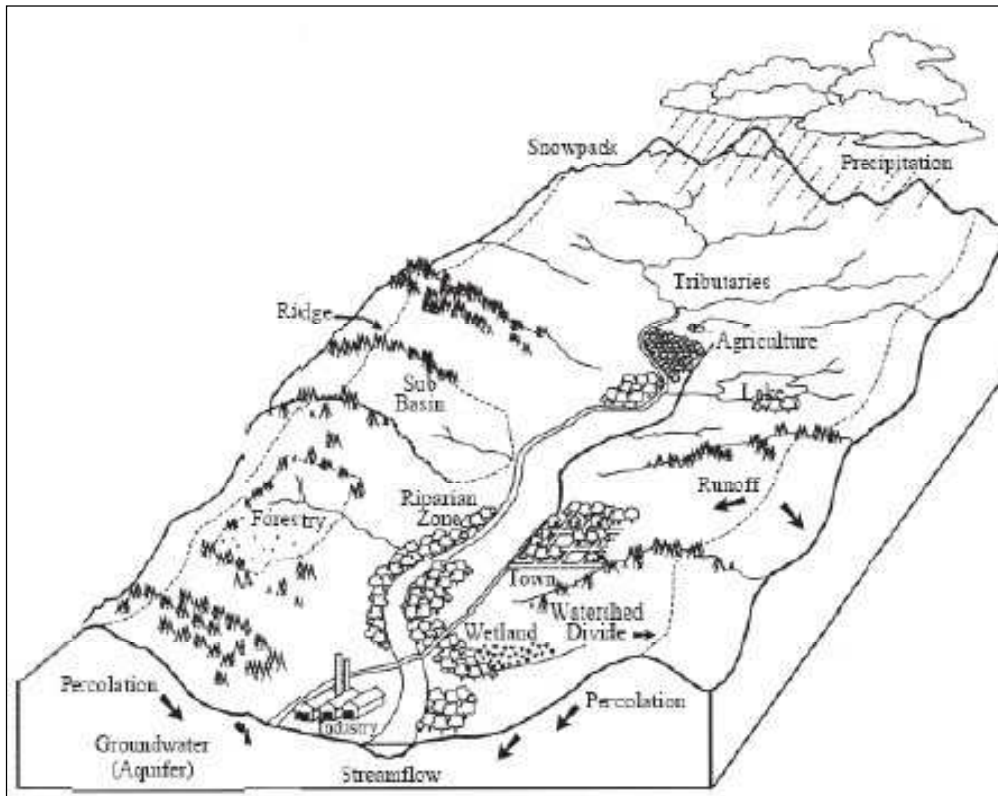 Snowpack
Precipitation
Tributaries
Ridge
Agriculture
Sub
Basin
Lake
Riparian
Zone
Runoff
Forestry
Town
Watershed
Divide
Wetland
Percolation
Percolation
Industry
Groundwater
(Aquifer)
Streamflow